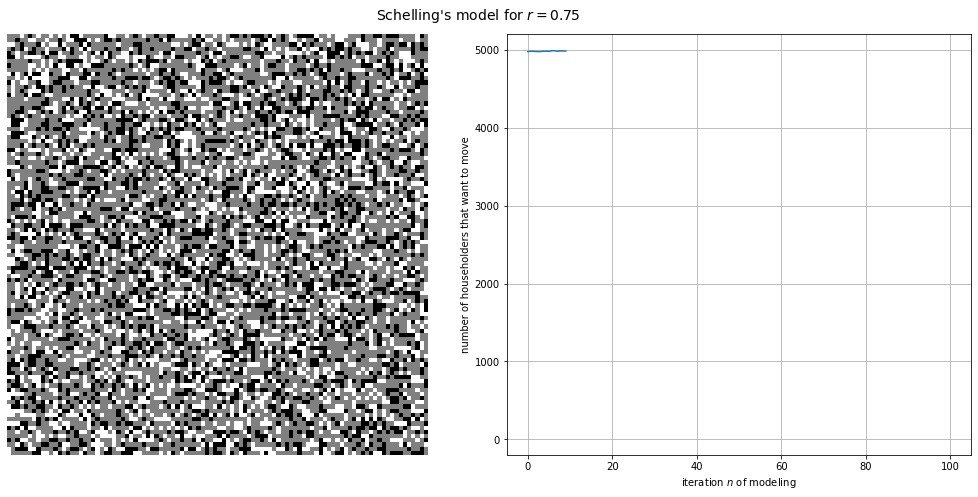 Schelling's model for r = 0.75
5000
4000
3000
2000
1000
0
number of householders that want to move
0 20 40 60 80 100
iteration n of modeling